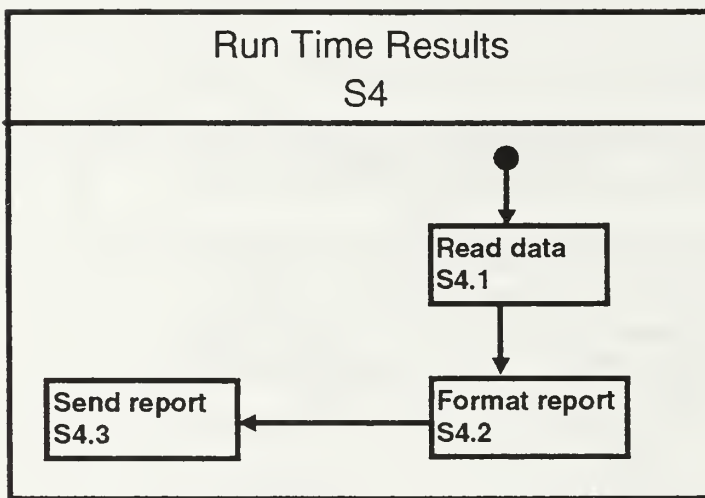 Run Time Results
S4
Read data
S4.1
Format report
S4.2
Send report
S4.3